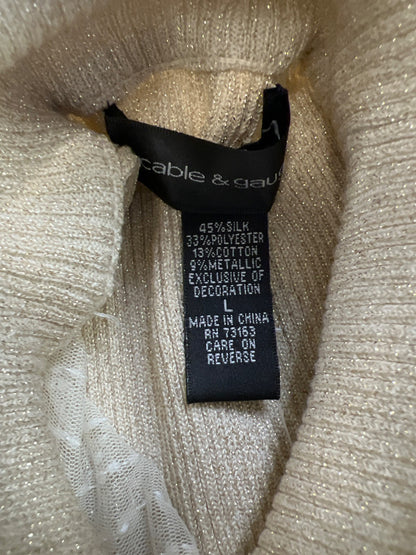 cable & gau
45%SILK
33%POLYESTER
13%COTTON
9%METALLIC
EXCLUSIVE OF
DECORATION
L
MADE IN CHINA
RN 73163
CARE ON
REVERSE